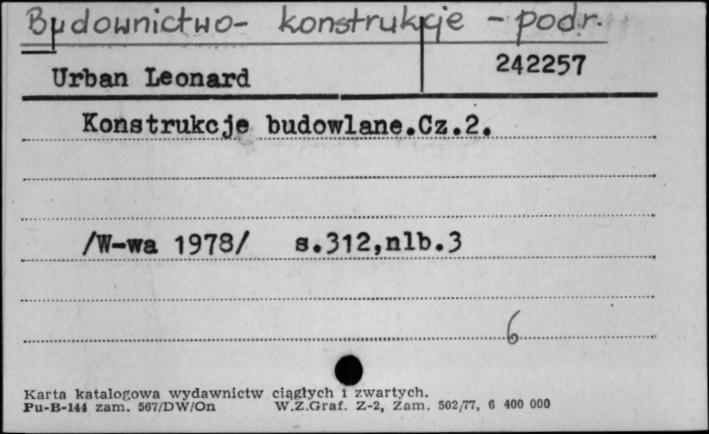 Budownictwo- konstrukcje - podr.
Urban Leonard 242257
Konstrukcje budowlane.Cz.2.
/W-wa 1978/ s.312,nlb.3
6
Karta katalogowa wydawnictw ciągłych i zwartych.
Pu-B-144 zam. 567/DW/On W.Z.Graf. Z-2, Zam. 502/77, 6 400 000